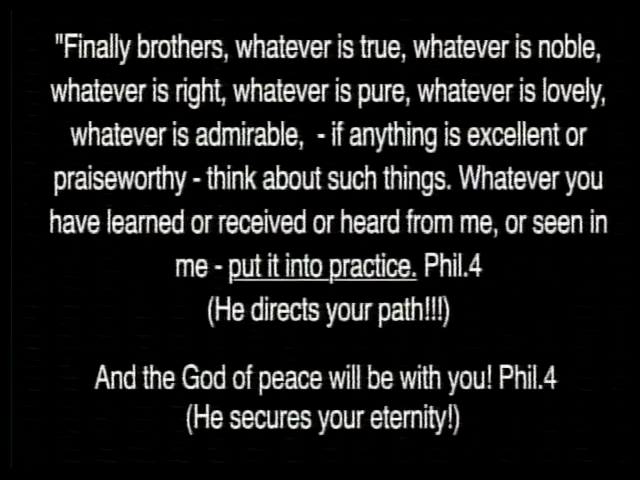 "Finally brothers, whatever is true, whatever is noble,
whatever is right, whatever is pure, whatever is lovely,
whatever is admirable,  - if anything is excellent or
praiseworthy - think about such things. Whatever you
have learned or received or heard from me, or seen in
me - put it into practice. Phil.4
(He directs your path!!!)
And the God of peace will be with you! Phil.4
(He secures your eternity!)